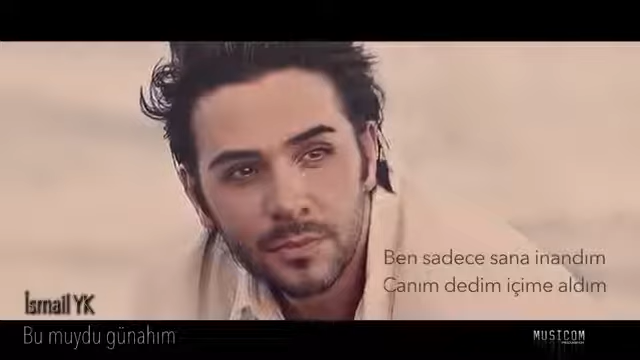 Ben sadece sana inandım
Canım dedim içime aldım
İsmail YK
Bu muydu günahım
MUSICOM